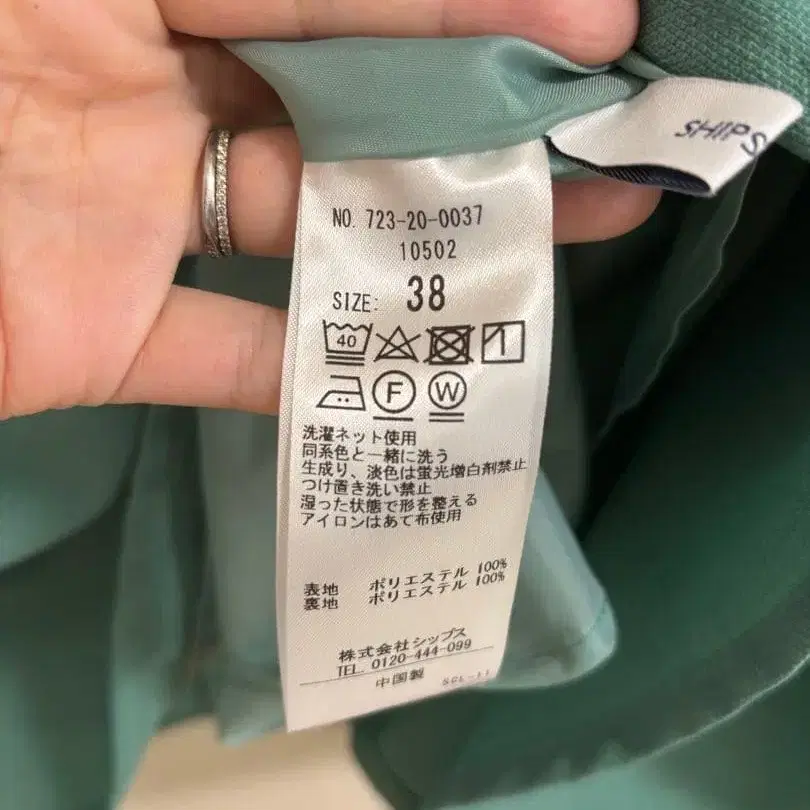 SHIPS
NO. 723-20-0037
10502
SIZE: 38
40
F W
洗濯ネット使用
同系色と一緒に洗う
生成り、淡色は蛍光増白剤禁止
つけ置き洗い禁止
湿った状態で形を整える
アイロンはあて布使用
表地 ポリエステル 100%
裏地 ポリエステル 100%
株式会社シップス
TEL. 0120-444-099
中国製